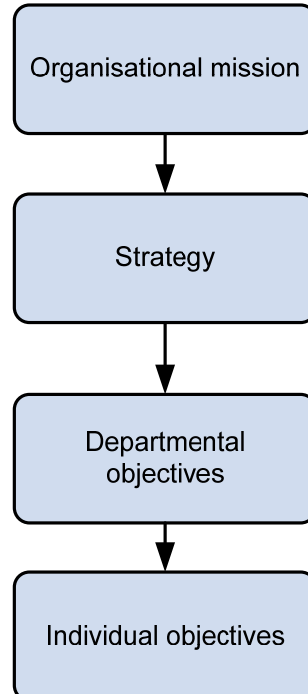 Organisational mission
Strategy
Departmental
objectives
Individual objectives